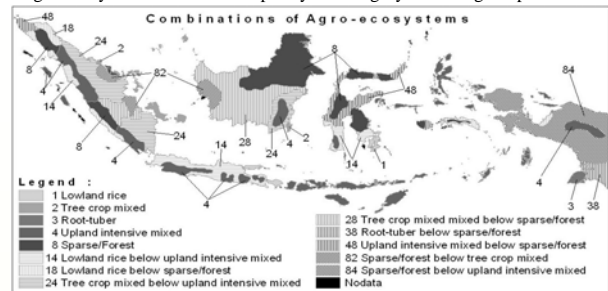 Combinations of Agro-ecosystems
48
18
24
2
82
8
48
84
8
4
14
8
4
24
28
24
4
2
14
1
14
4
4
3
38
Legend :
1 Lowland rice
2 Tree crop mixed
3 Root-tuber
4 Upland intensive mixed
8 Sparse/Forest
14 Lowland rice below upland intensive mixed
18 Lowland rice below sparse/forest
24 Tree crop mixed below upland intensive mixed
28 Tree crop mixed mixed below sparse/forest
38 Root-tuber below sparse/forest
48 Upland intensive mixed below sparse/forest
82 Sparse/forest below tree crop mixed
84 Sparse/forest below upland intensive mixed
Nodata